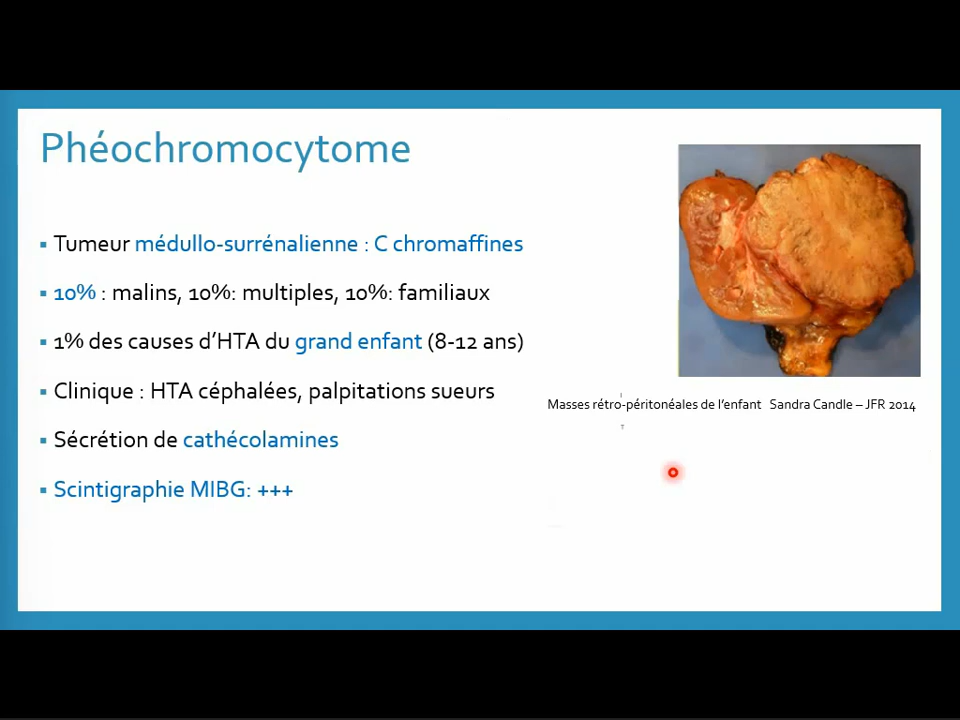 Phéochromocytome
▪ Tumeur médullo-surrénalienne : C chromaffines
▪ 10% : malins, 10%: multiples, 10%: familiaux
▪ 1% des causes d’HTA du grand enfant (8-12 ans)
▪ Clinique : HTA céphalées, palpitations sueurs
▪ Sécrétion de cathécolamines
▪ Scintigraphie MIBG: +++
Masses rétro-péritonéales de l’enfant Sandra Candle – JFR 2014